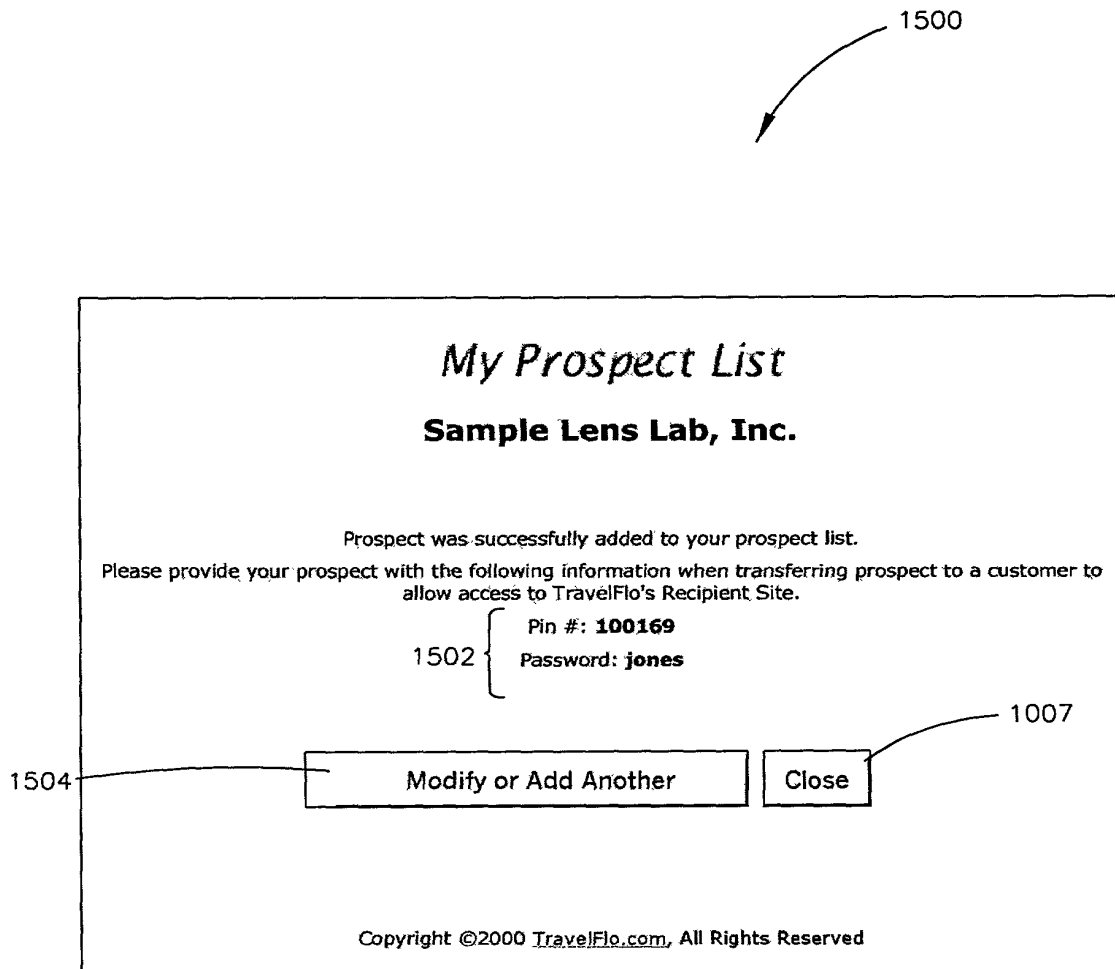 1500
My Prospect List
Sample Lens Lab, Inc.
Prospect was successfully added to your prospect list.
Please provide your prospect with the following information when transferring prospect to a customer to
allow access to TravelFlo's Recipient Site.
Pin #: 100169
1502
Password: jones
1007
1504
Modify or Add Another
Close
Copyright ©2000 TravelFlo.com, All Rights Reserved